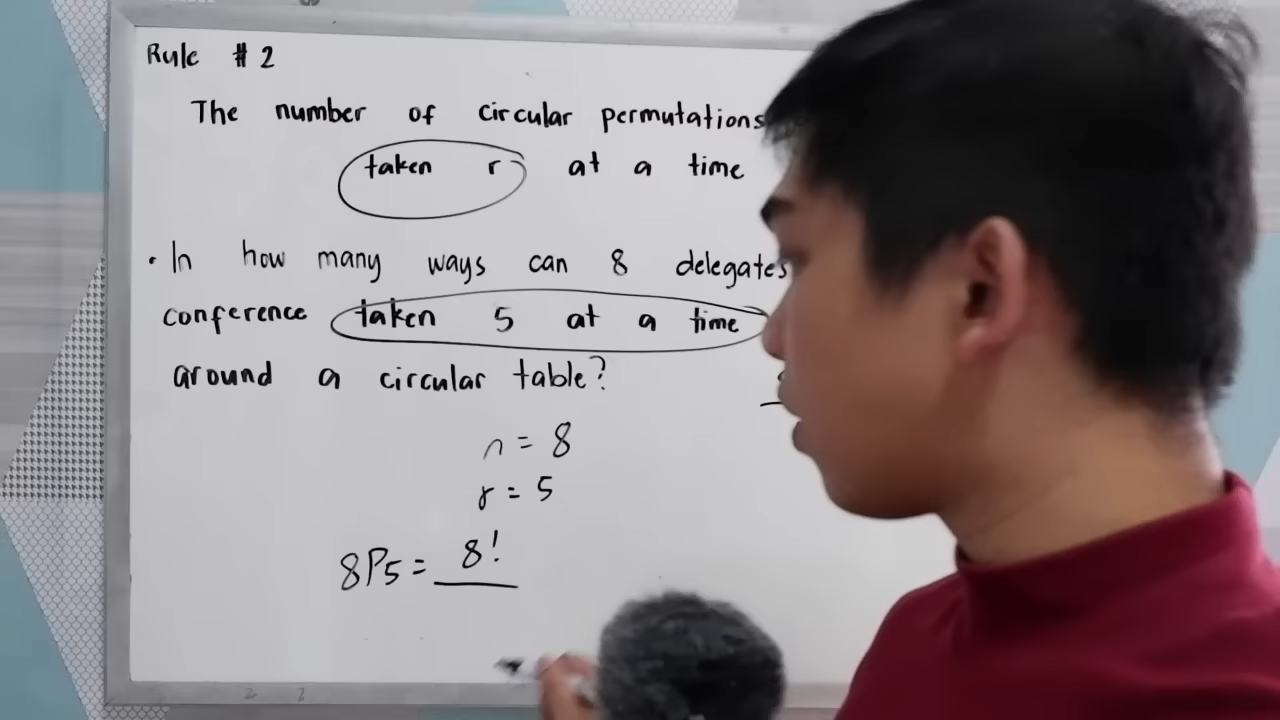 Rule # 2
The number of circular permutations
taken r at a time
• In how many ways can 8 delegates
conference taken 5 at a time
around a circular table?
n = 8
r = 5
8P5 = 8!